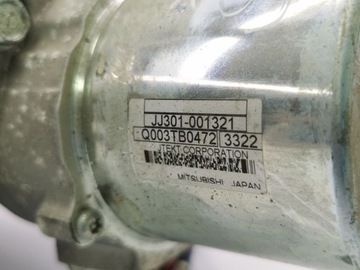 JJ301-001321
Q003TB0472 3322
JTEKT CORPORATION
MITSUBISHI JAPAN